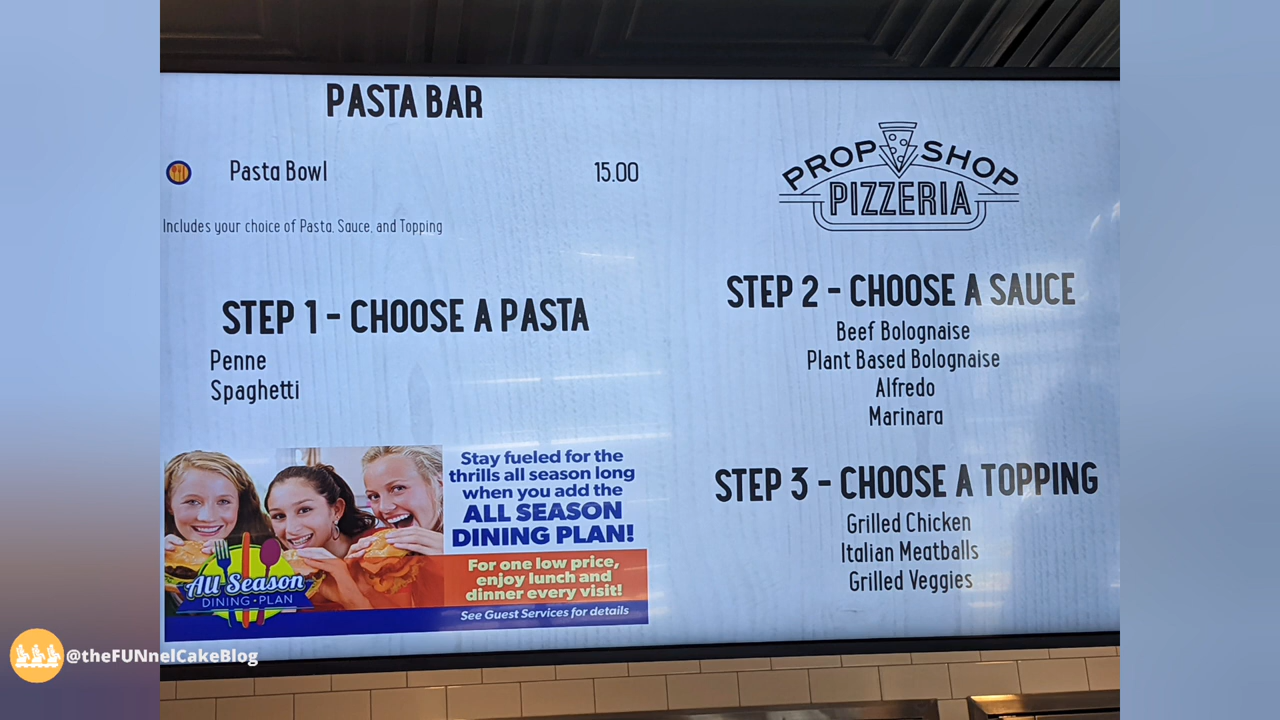 PASTA BAR
Pasta Bowl 15.00
Includes your choice of Pasta, Sauce, and Topping
STEP 1 - CHOOSE A PASTA
Penne
Spaghetti
Stay fueled for the
thrills all season long
when you add the
ALL SEASON
DINING PLAN!
For one low price,
enjoy lunch and
dinner every visit!
See Guest Services for details
All Season
DINING • PLAN
PROP SHOP
PIZZERIA
STEP 2 - CHOOSE A SAUCE
Beef Bolognaise
Plant Based Bolognaise
Alfredo
Marinara
STEP 3 - CHOOSE A TOPPING
Grilled Chicken
Italian Meatballs
Grilled Veggies
@theFUNnelCakeBlog